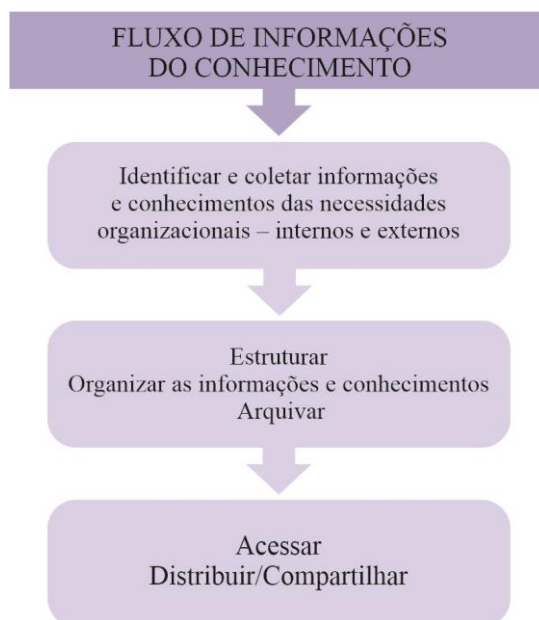 FLUXO DE INFORMAÇÕES
DO CONHECIMENTO
Identificar e coletar informações
e conhecimentos das necessidades
organizacionais – internos e externos
Estruturar
Organizar as informações e conhecimentos
Arquivar
Acessar
Distribuir/Compartilhar